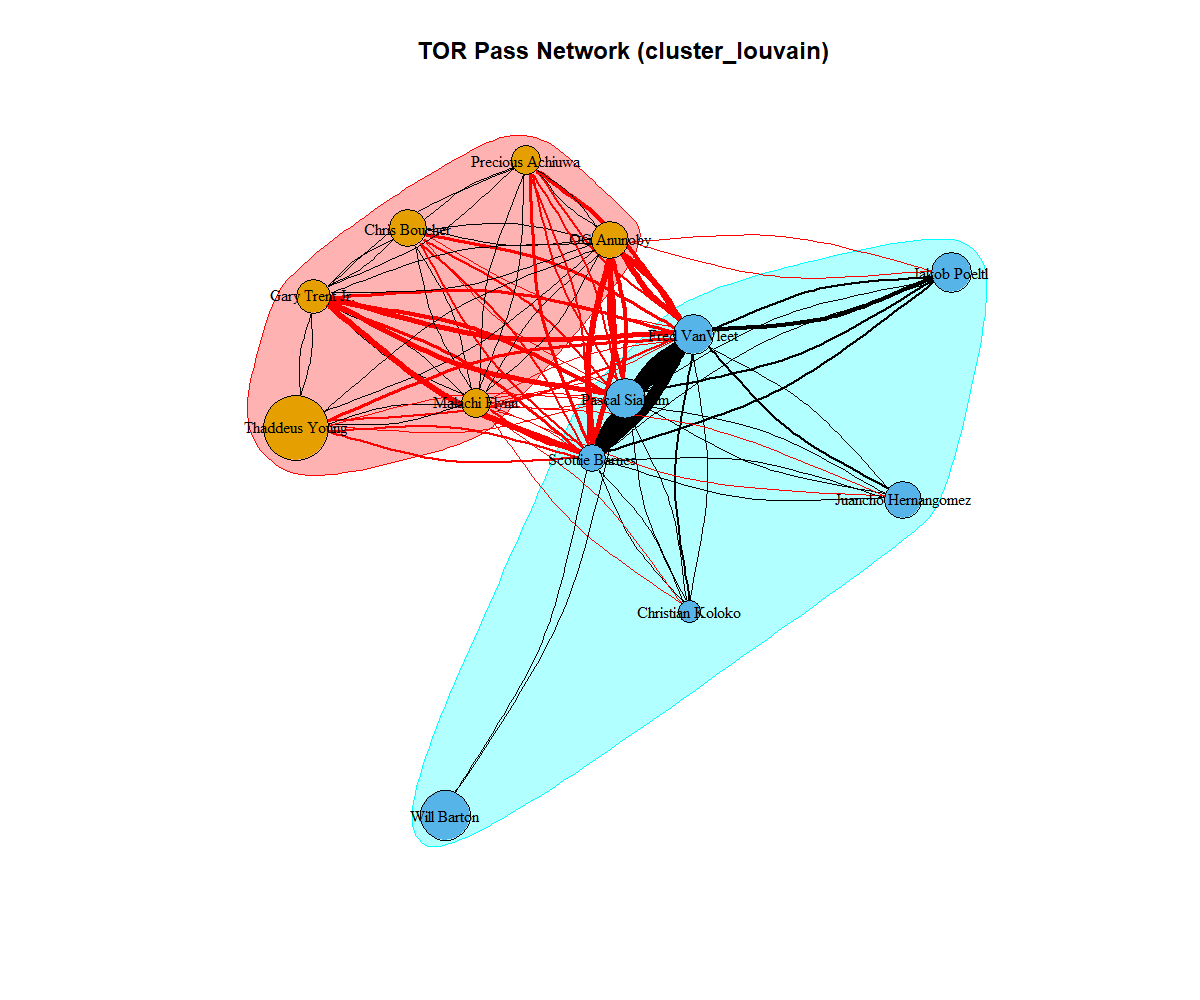 TOR Pass Network (cluster_louvain)
Precious Achiuwa
Chris Boucher
OG Anunoby
Jakob Poeltl
Gary Trent Jr.
Fred VanVleet
Malachi Flynn
Pascal Siakam
Thaddeus Young
Scottie Barnes
Juancho Hernangomez
Christian Koloko
Will Barton